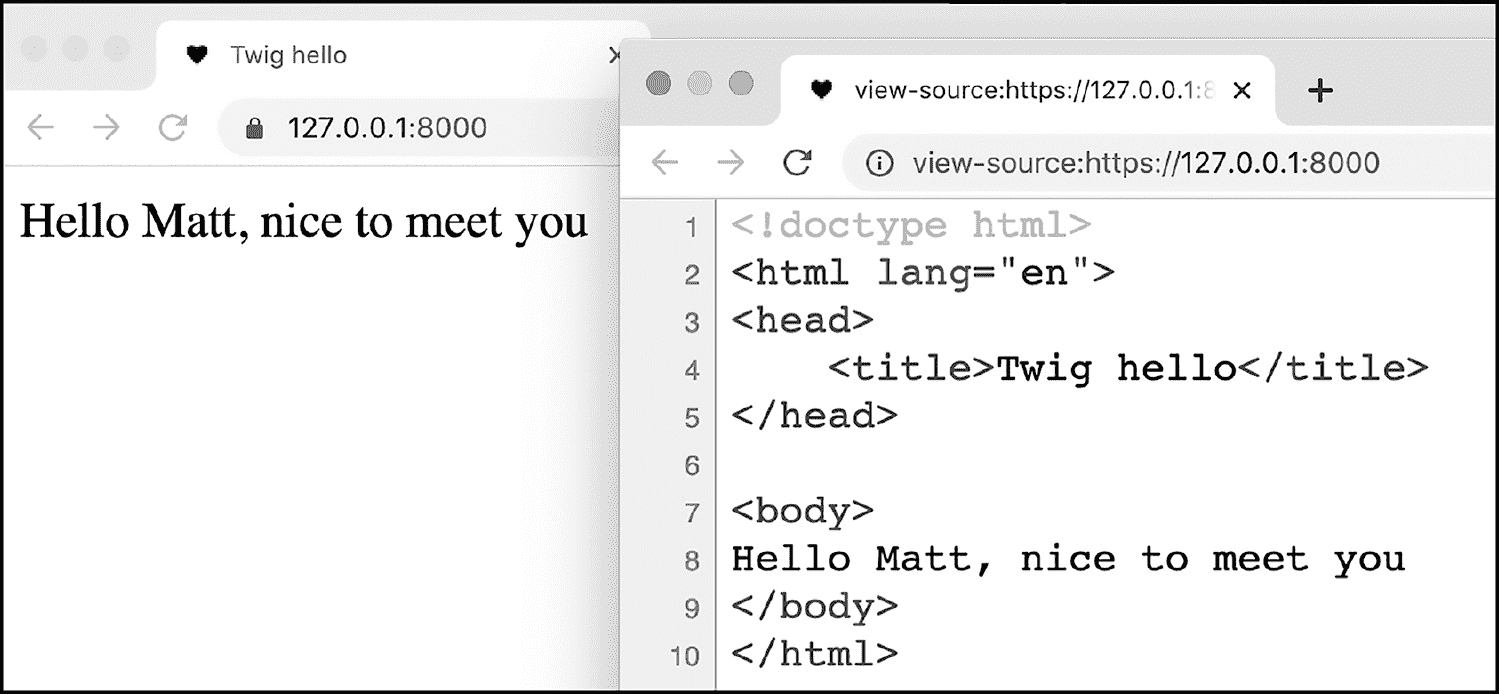 Twig hello
127.0.0.1:8000
Hello Matt, nice to meet you
view-source:https://127.0.0.1:8
view-source:https://127.0.0.1:8000
1 <!doctype html>
2 <html lang="en">
3 <head>
4     <title>Twig hello</title>
5 </head>
6
7 <body>
8 Hello Matt, nice to meet you
9 </body>
10 </html>